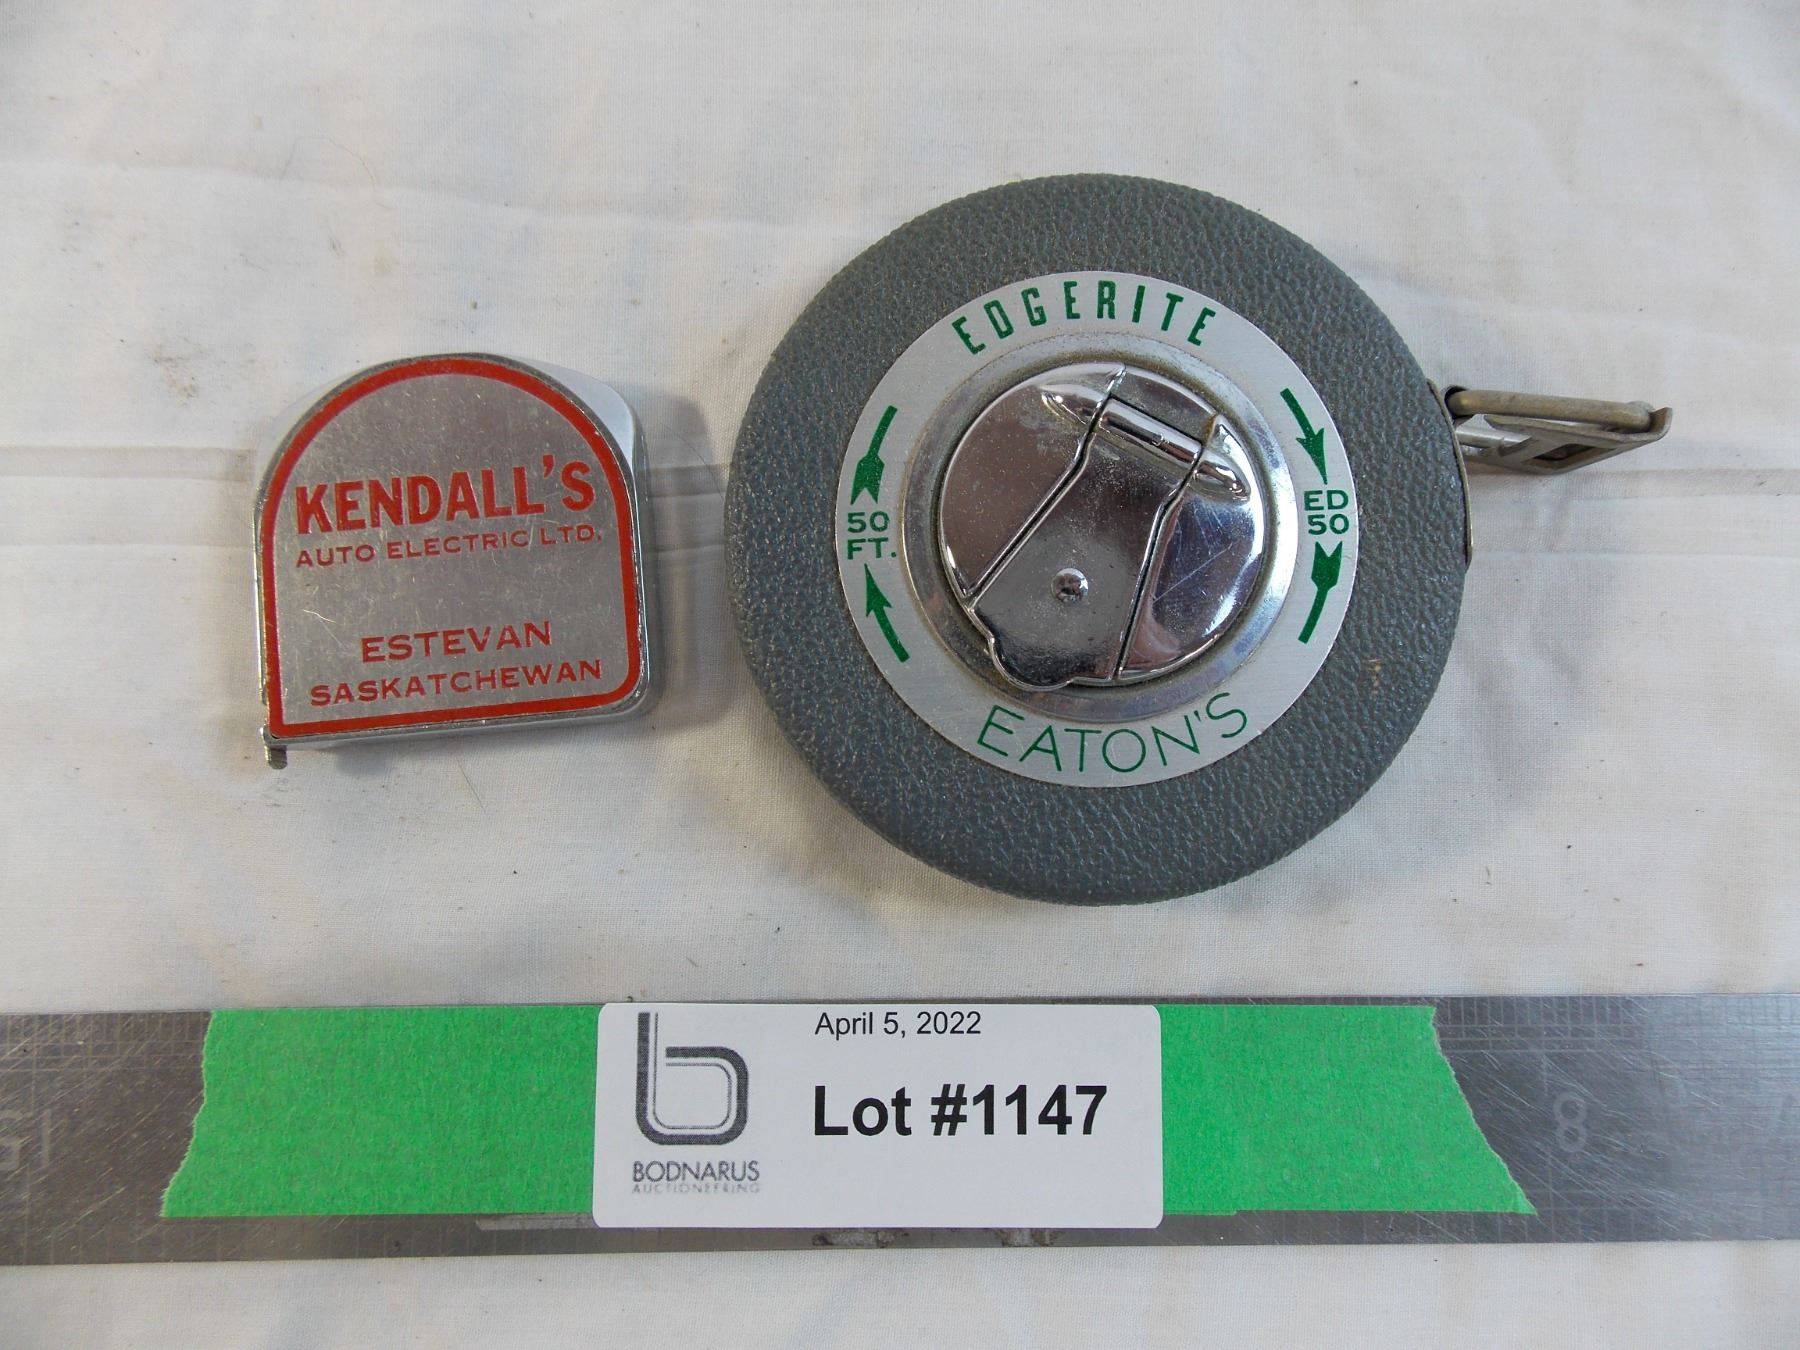 KENDALL'S
AUTO ELECTRIC LTD.
ESTEVAN
SASKATCHEWAN
EDGERITE
50
FT.
ED
50
EATON'S
April 5, 2022
Lot #1147
BODNARUS
AUCTIONEERING
8